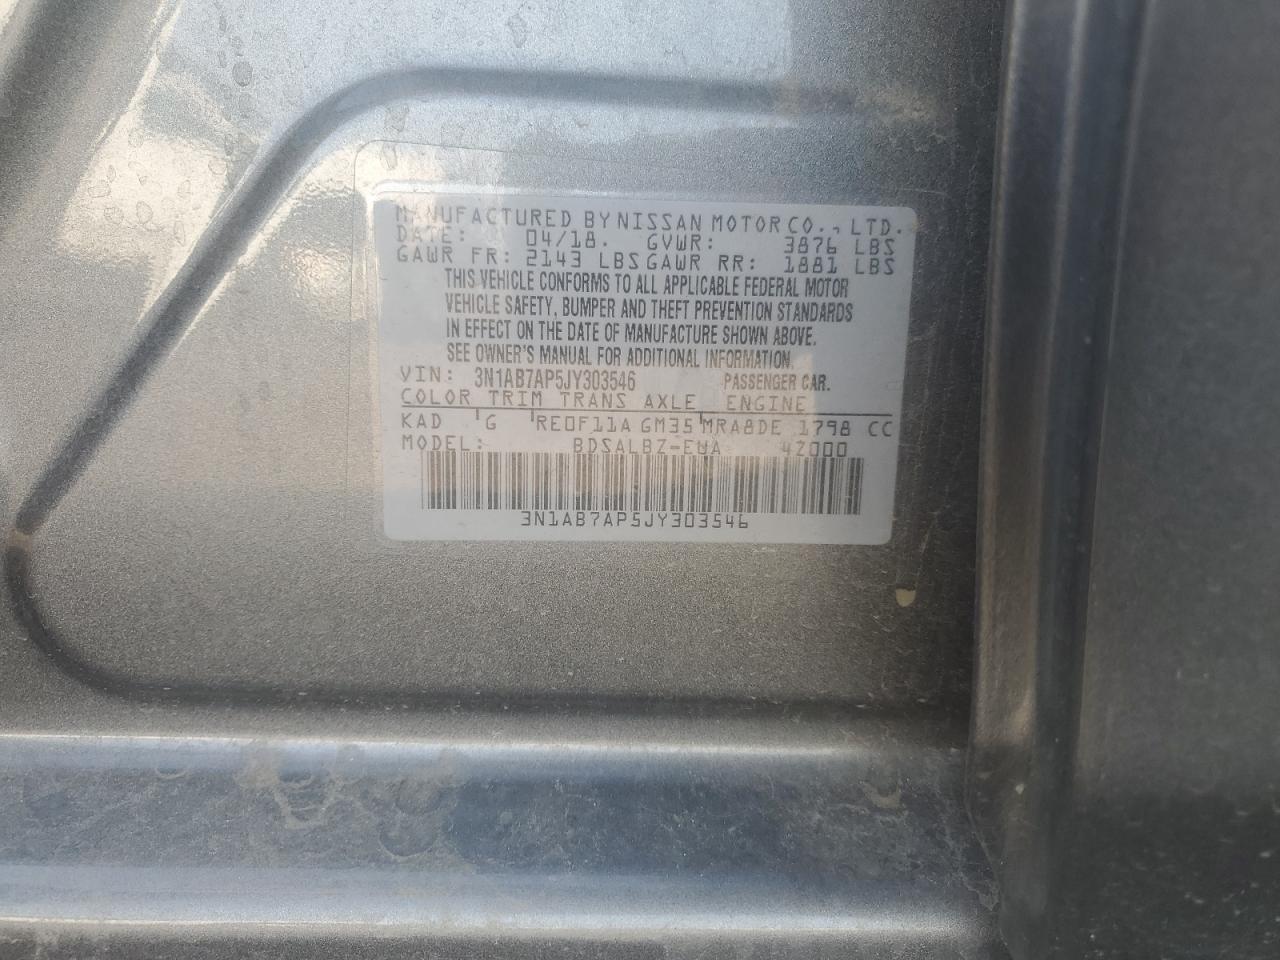 MANUFACTURED BY NISSAN MOTOR CO., LTD.
DATE: 04/18. GVWR: 3876 LBS
GAWR FR: 2143 LBS GAWR RR: 1881 LBS
THIS VEHICLE CONFORMS TO ALL APPLICABLE FEDERAL MOTOR
VEHICLE SAFETY, BUMPER AND THEFT PREVENTION STANDARDS
IN EFFECT ON THE DATE OF MANUFACTURE SHOWN ABOVE.
SEE OWNER'S MANUAL FOR ADDITIONAL INFORMATION.
VIN: 3N1AB7AP5JY303546 PASSENGER CAR.
COLOR TRIM TRANS AXLE ENGINE
KAD G RE0F11A GM35 MRA8DE 1798 CC
MODEL: BDSALBZ-EUA 42000
3N1AB7AP5JY303546